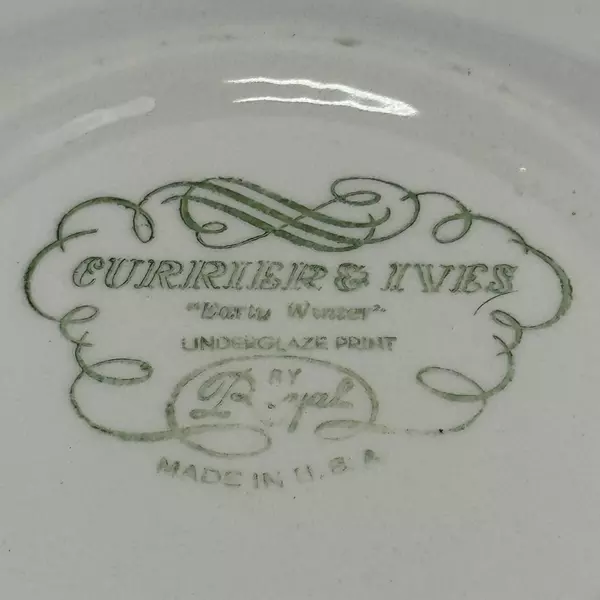 CURRIER & IVES
"Early Winter"
UNDERGLAZE PRINT
BY
Royal
MADE IN U.S.A